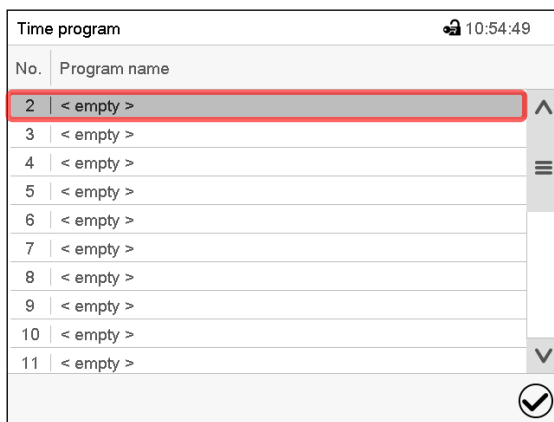 Time program 10:54:49
No. Program name
2 < empty >
3 < empty >
4 < empty >
5 < empty >
6 < empty >
7 < empty >
8 < empty >
9 < empty >
10 < empty >
11 < empty >